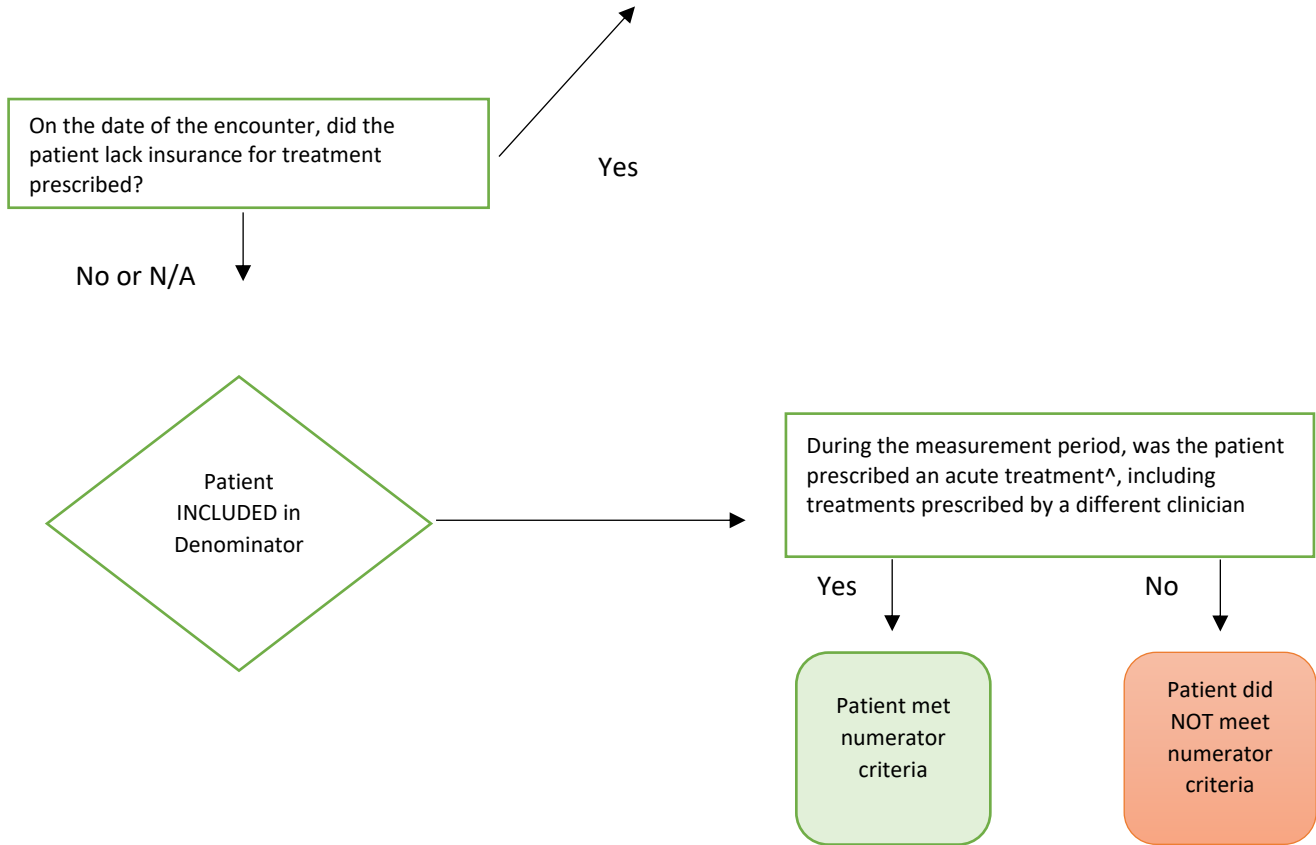 On the date of the encounter, did the
patient lack insurance for treatment
prescribed?
Yes
No or N/A
Patient
INCLUDED in
Denominator
During the measurement period, was the patient
prescribed an acute treatment^, including
treatments prescribed by a different clinician
Yes
No
Patient met
numerator
criteria
Patient did
NOT meet
numerator
criteria